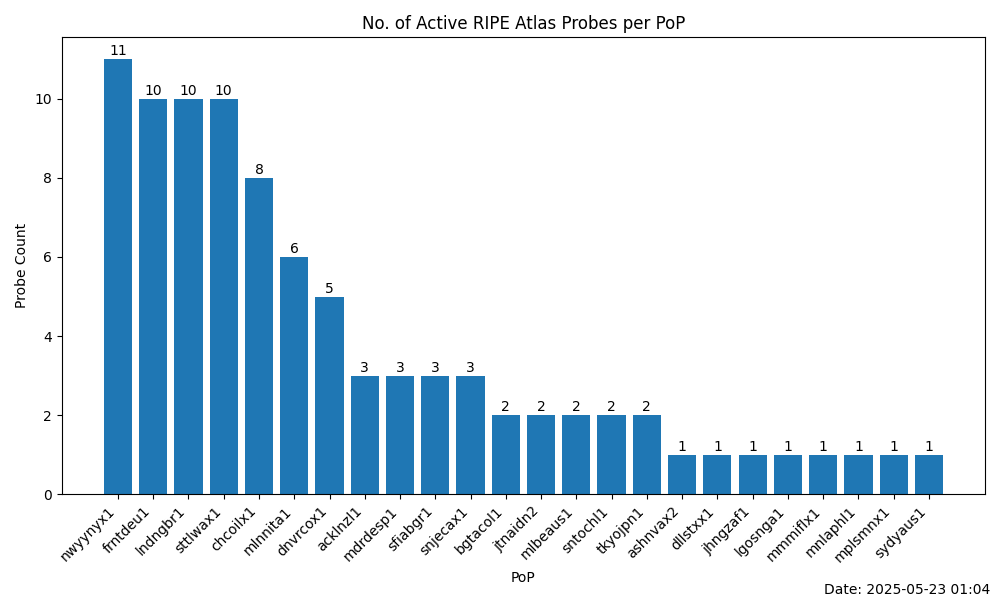 No. of Active RIPE Atlas Probes per PoP
Probe Count
10
8
6
4
2
0
11
10
10
10
8
6
5
3
3
3
3
2
2
2
2
2
1
1
1
1
1
1
1
1
nwyynyx1
frntdeu1
lndngbr1
sttlwax1
chcoilx1
mlnnita1
dnvrcox1
acklnzl1
mdrdesp1
sfiabgr1
snjecax1
bgtacol1
jtnaidn2
mlbeaus1
sntochl1
tkyojpn1
ashnvax2
dllstxx1
jhngzaf1
lgosnga1
mmmiflx1
mnlaphl1
mplsmnx1
sydyaus1
PoP
Date: 2025-05-23 01:04